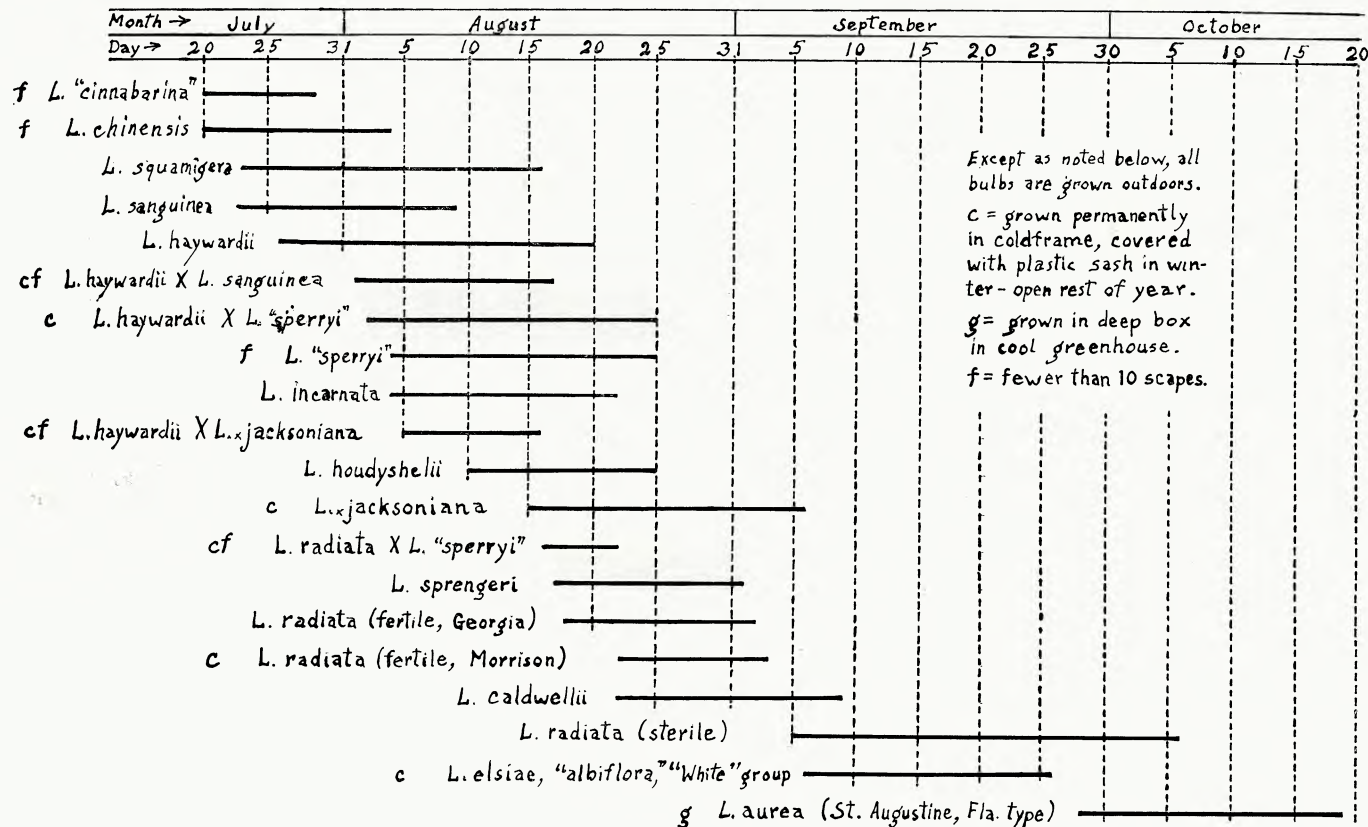 Month → July August September October
Day → 20 25 31 5 10 15 20 25 31 5 10 15 20 25 30 5 10 15 20
f L. "cinnabarina"
f L. chinensis
L. squamigera
L. sanguinea
L. haywardii
cf L. haywardii X L. sanguinea
c L. haywardii X L. "sperryi"
f L. "sperryi"
L. incarnata
cf L. haywardii X L. x jacksoniana
L. houdyshelii
c L. x jacksoniana
cf L. radiata X L. "sperryi"
L. sprengeri
L. radiata (fertile, Georgia)
c L. radiata (fertile, Morrison)
L. caldwellii
L. radiata (sterile)
c L. elsiae, "albiflora," "White" group
g L. aurea (St. Augustine, Fla. type)
Except as noted below, all
bulbs are grown outdoors.
c = grown permanently
in coldframe, covered
with plastic sash in win-
ter - open rest of year.
g = grown in deep box
in cool greenhouse.
f = fewer than 10 scapes.